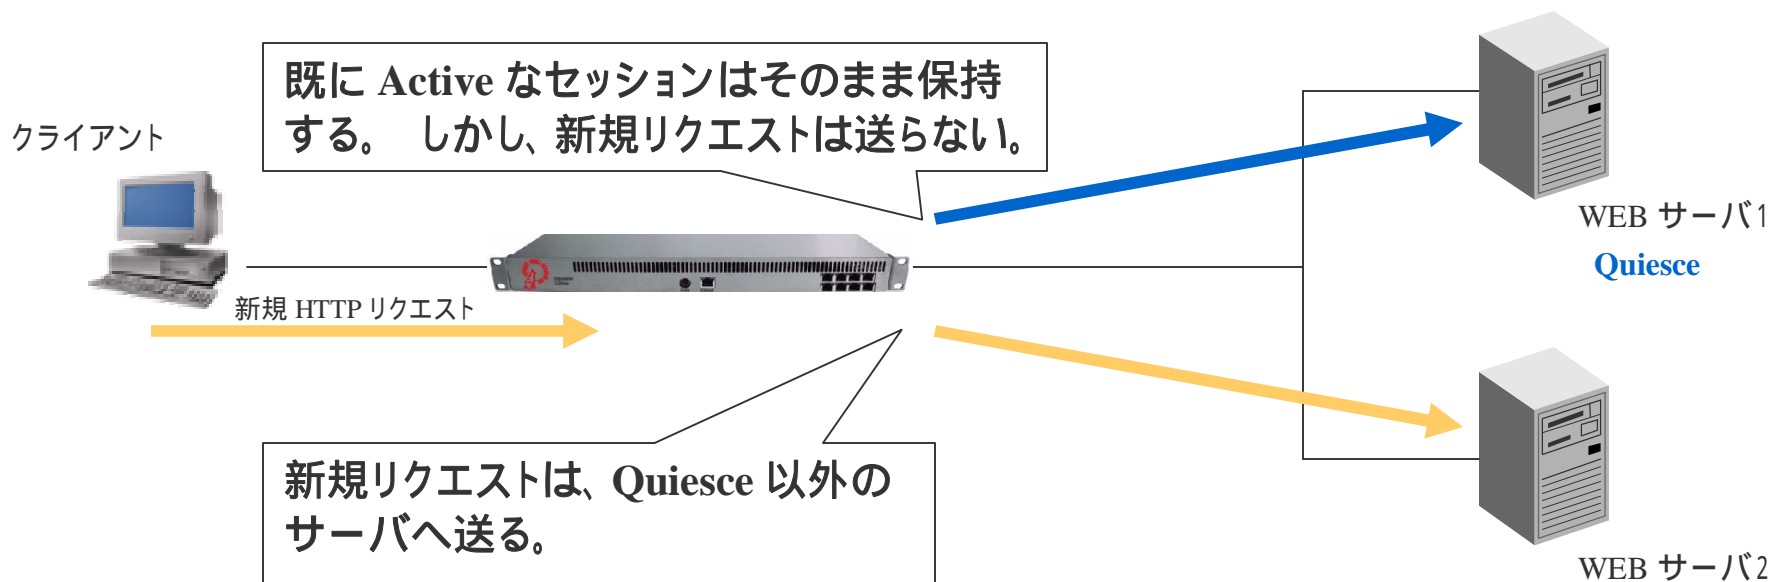 既に Active なセッションはそのまま保持
する。 しかし、新規リクエストは送らない。
クライアント
WEB サーバ1
Quiesce
新規 HTTP リクエスト
新規リクエストは、Quiesce 以外の
サーバへ送る。
WEB サーバ2